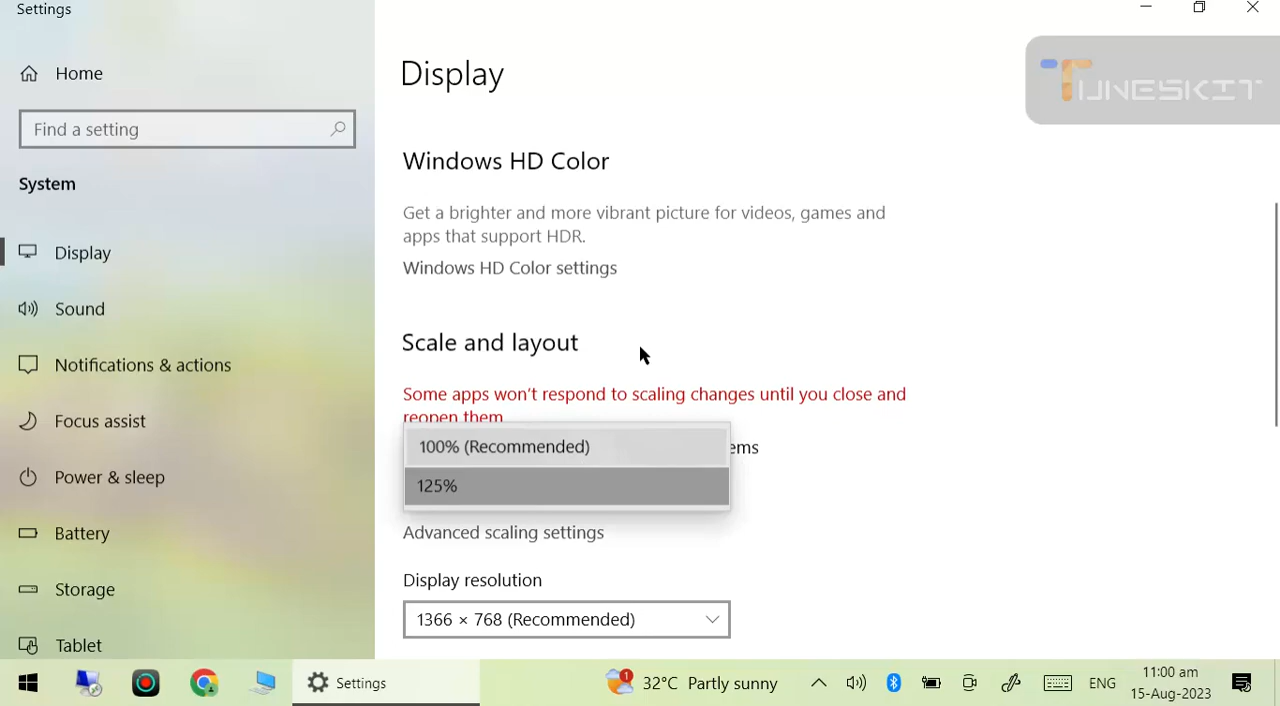 Settings
Home
Find a setting
System
Display
Sound
Notifications & actions
Focus assist
Power & sleep
Battery
Storage
Tablet
Display
TUNESKIT
Windows HD Color
Get a brighter and more vibrant picture for videos, games and
apps that support HDR.
Windows HD Color settings
Scale and layout
Some apps won't respond to scaling changes until you close and
reopen them
ems
100% (Recommended)
125%
Advanced scaling settings
Display resolution
1366 × 768 (Recommended)
Settings
1
32°C Partly sunny
ENG
11:00 am
15-Aug-2023